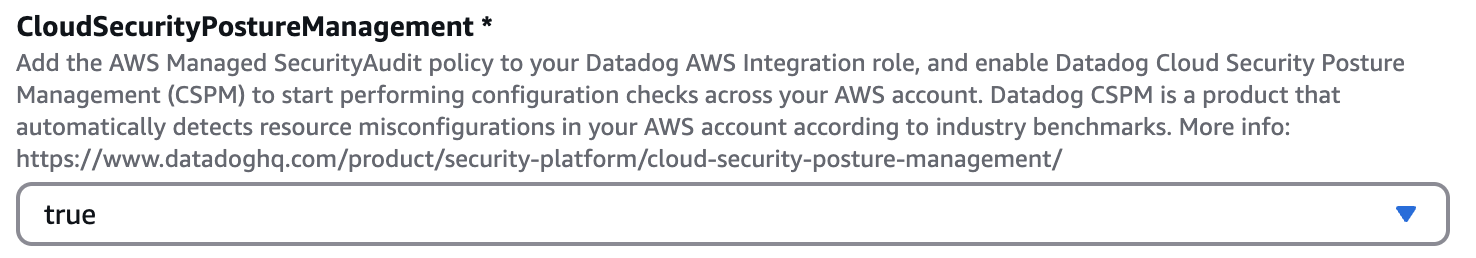 CloudSecurityPostureManagement *
Add the AWS Managed SecurityAudit policy to your Datadog AWS Integration role, and enable Datadog Cloud Security Posture
Management (CSPM) to start performing configuration checks across your AWS account. Datadog CSPM is a product that
automatically detects resource misconfigurations in your AWS account according to industry benchmarks. More info:
https://www.datadoghq.com/product/security-platform/cloud-security-posture-management/
true